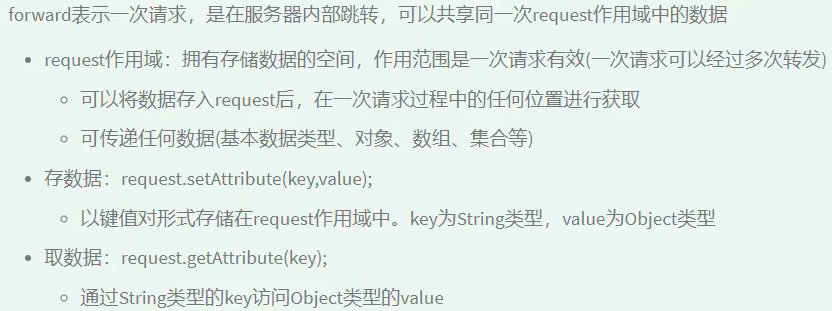 forward表示一次请求，是在服务器内部跳转，可以共享同一次request作用域中的数据
request作用域：拥有存储数据的空间，作用范围是一次请求有效(一次请求可以经过多次转发)
可以将数据存入request后，在一次请求过程中的任何位置进行获取
可传递任何数据(基本数据类型、对象、数组、集合等)
存数据：request.setAttribute(key,value);
以键值对形式存储在request作用域中。key为String类型，value为Object类型
取数据：request.getAttribute(key);
通过String类型的key访问Object类型的value